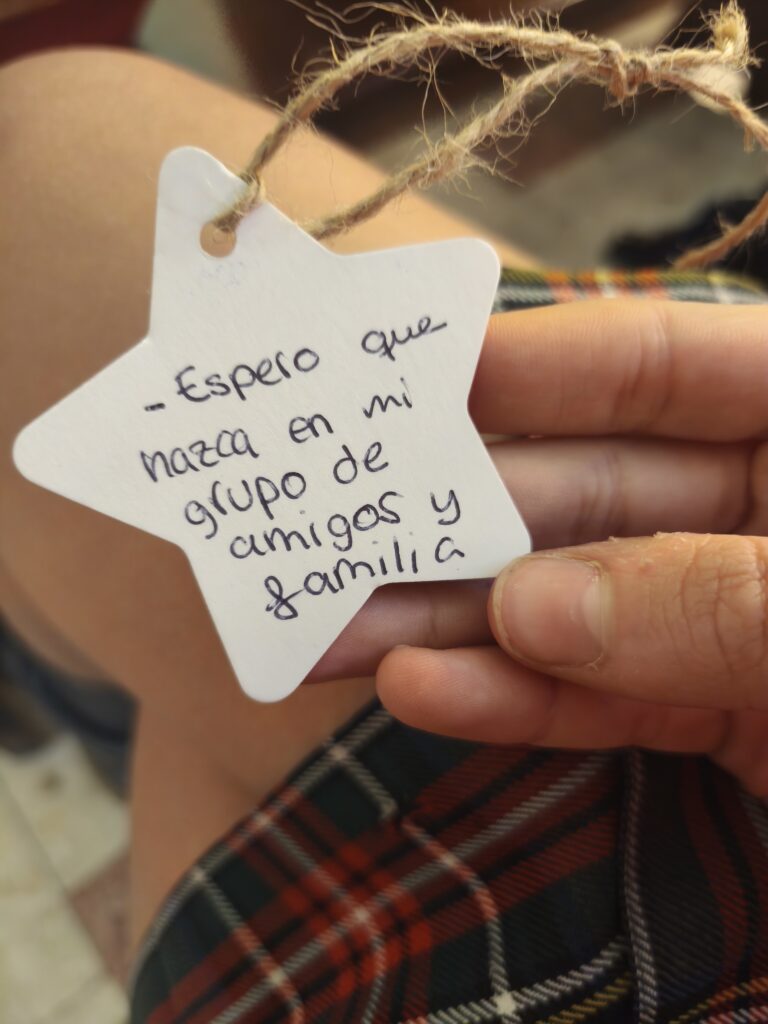 - Espero que
nazca en mi
grupo de
amigos y
familia